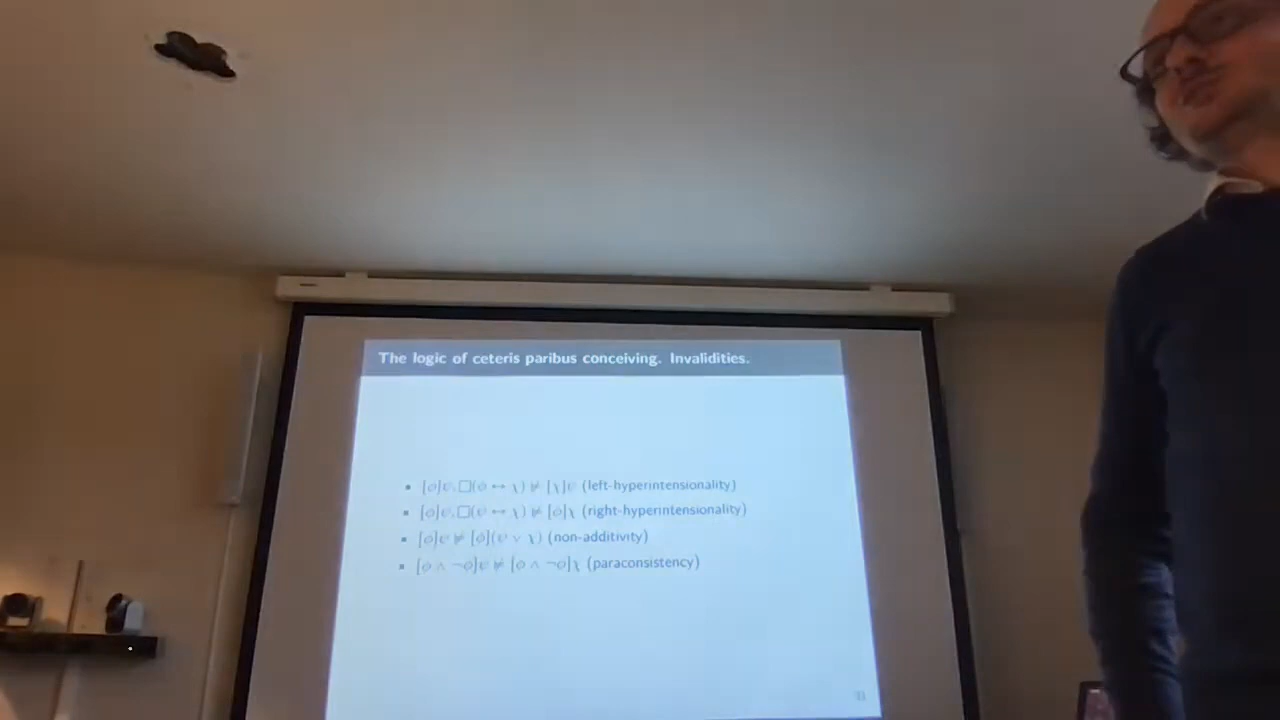 The logic of ceteris paribus conceiving. Invalidities.
▪ [ϕ]ψ, □(ϕ ↔ χ) ⊭ [χ]ψ (left-hyperintensionality)
▪ [ϕ]ψ, □(ψ ↔ χ) ⊭ [ϕ]χ (right-hyperintensionality)
▪ [ϕ]ψ ⊭ [ϕ](ψ ∨ χ) (non-additivity)
▪ [ϕ ∧ ¬ϕ]ψ ⊭ [ϕ ∧ ¬ϕ]χ (paraconsistency)